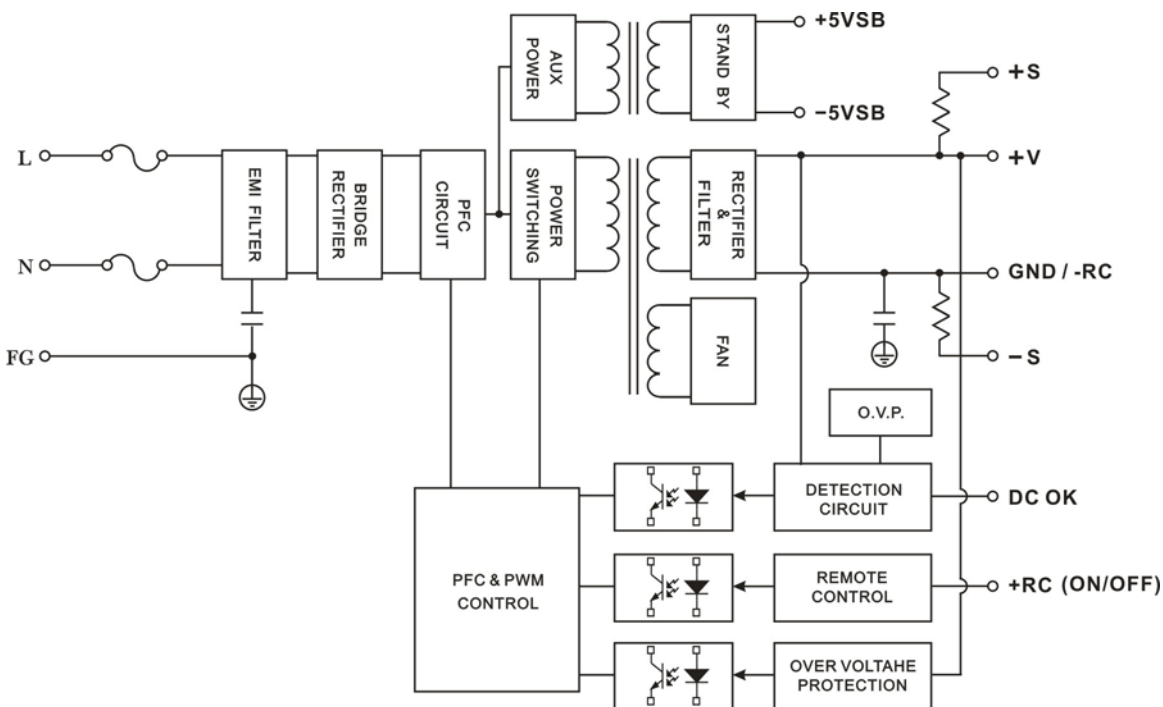 +5VSB
AUX
POWER
STAND BY
+S
-5VSB
L
+V
EMI FILTER
BRIDGE
RECTIFIER
PFC
CIRCUIT
POWER
SWITCHING
RECTIFIER
&
FILTER
N
GND / -RC
FAN
FG
-S
O.V.P.
DETECTION
CIRCUIT
DC OK
PFC & PWM
CONTROL
REMOTE
CONTROL
+RC (ON/OFF)
OVER VOLTAHE
PROTECTION